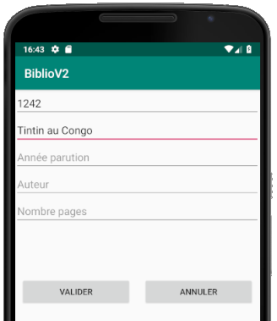 16:43
BiblioV2
1242
Tintin au Congo
Année parution
Auteur
Nombre pages
VALIDER ANNULER